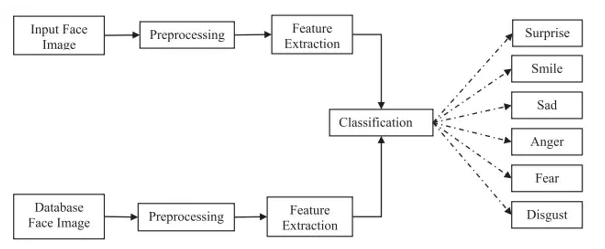 Input Face
Image
Preprocessing
Feature
Extraction
Classification
Surprise
Smile
Sad
Anger
Fear
Disgust
Database
Face Image
Preprocessing
Feature
Extraction